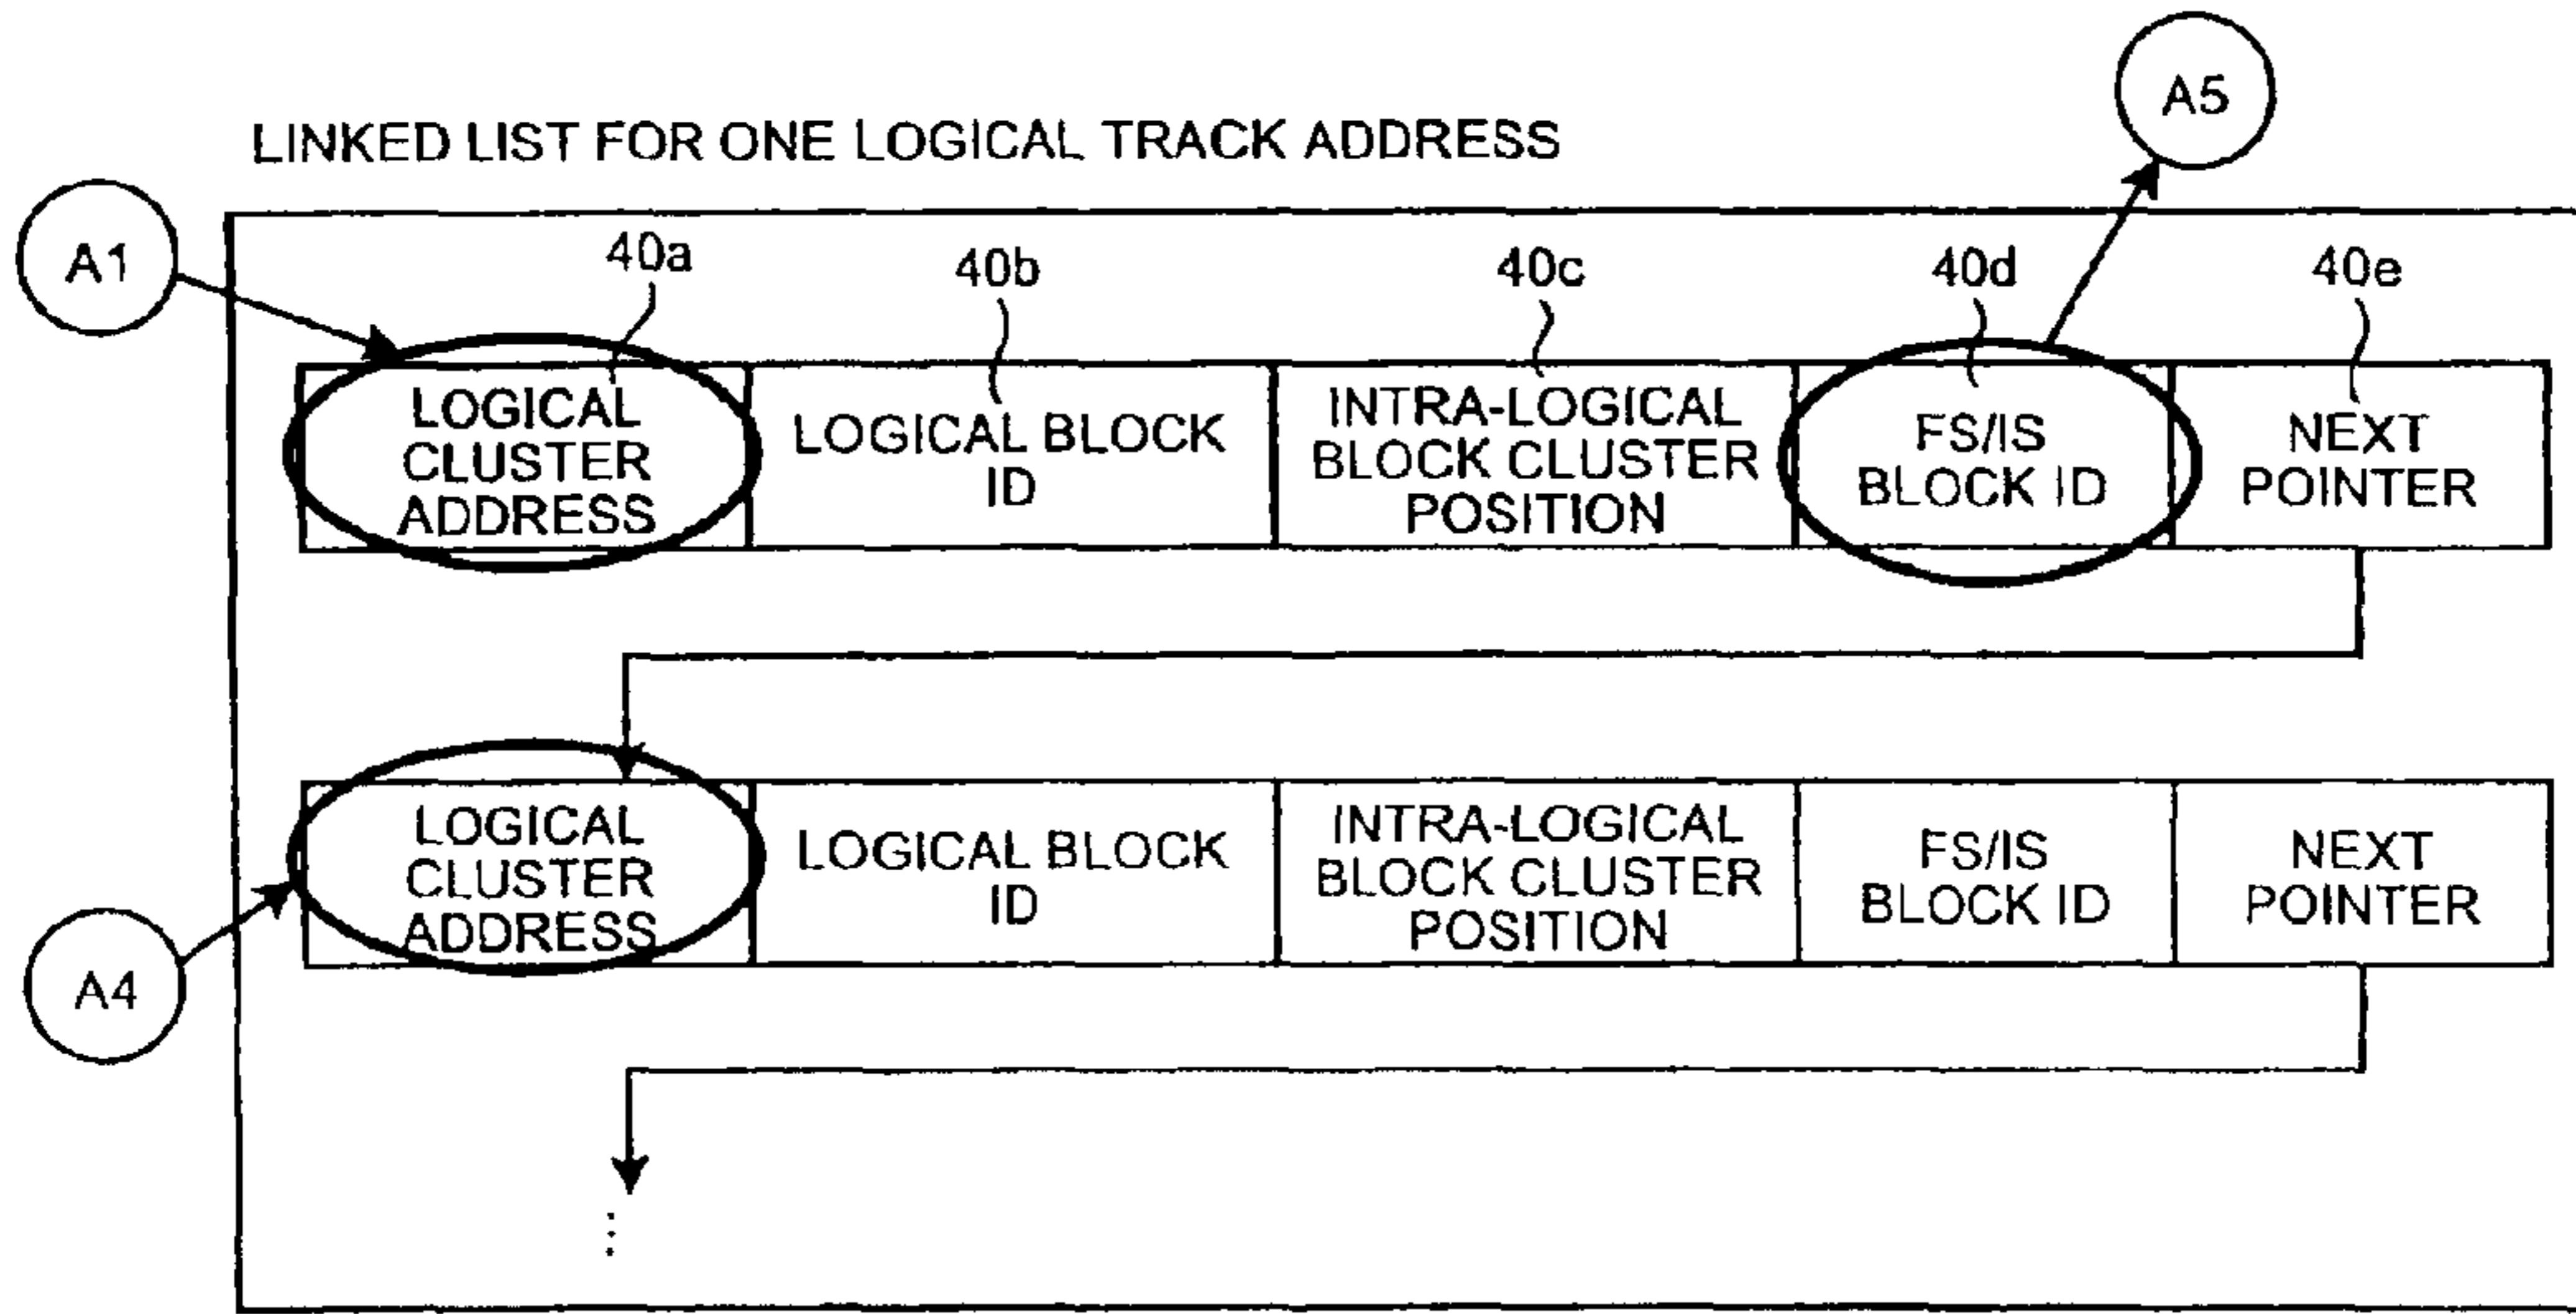 A5
LINKED LIST FOR ONE LOGICAL TRACK ADDRESS
A1
40a
40b
40c
40d
40e
LOGICAL
CLUSTER
ADDRESS
LOGICAL BLOCK
ID
INTRA-LOGICAL
BLOCK CLUSTER
POSITION
FS/IS
BLOCK ID
NEXT
POINTER
LOGICAL
CLUSTER
ADDRESS
LOGICAL BLOCK
ID
INTRA-LOGICAL
BLOCK CLUSTER
POSITION
FS/IS
BLOCK ID
NEXT
POINTER
A4
⋮